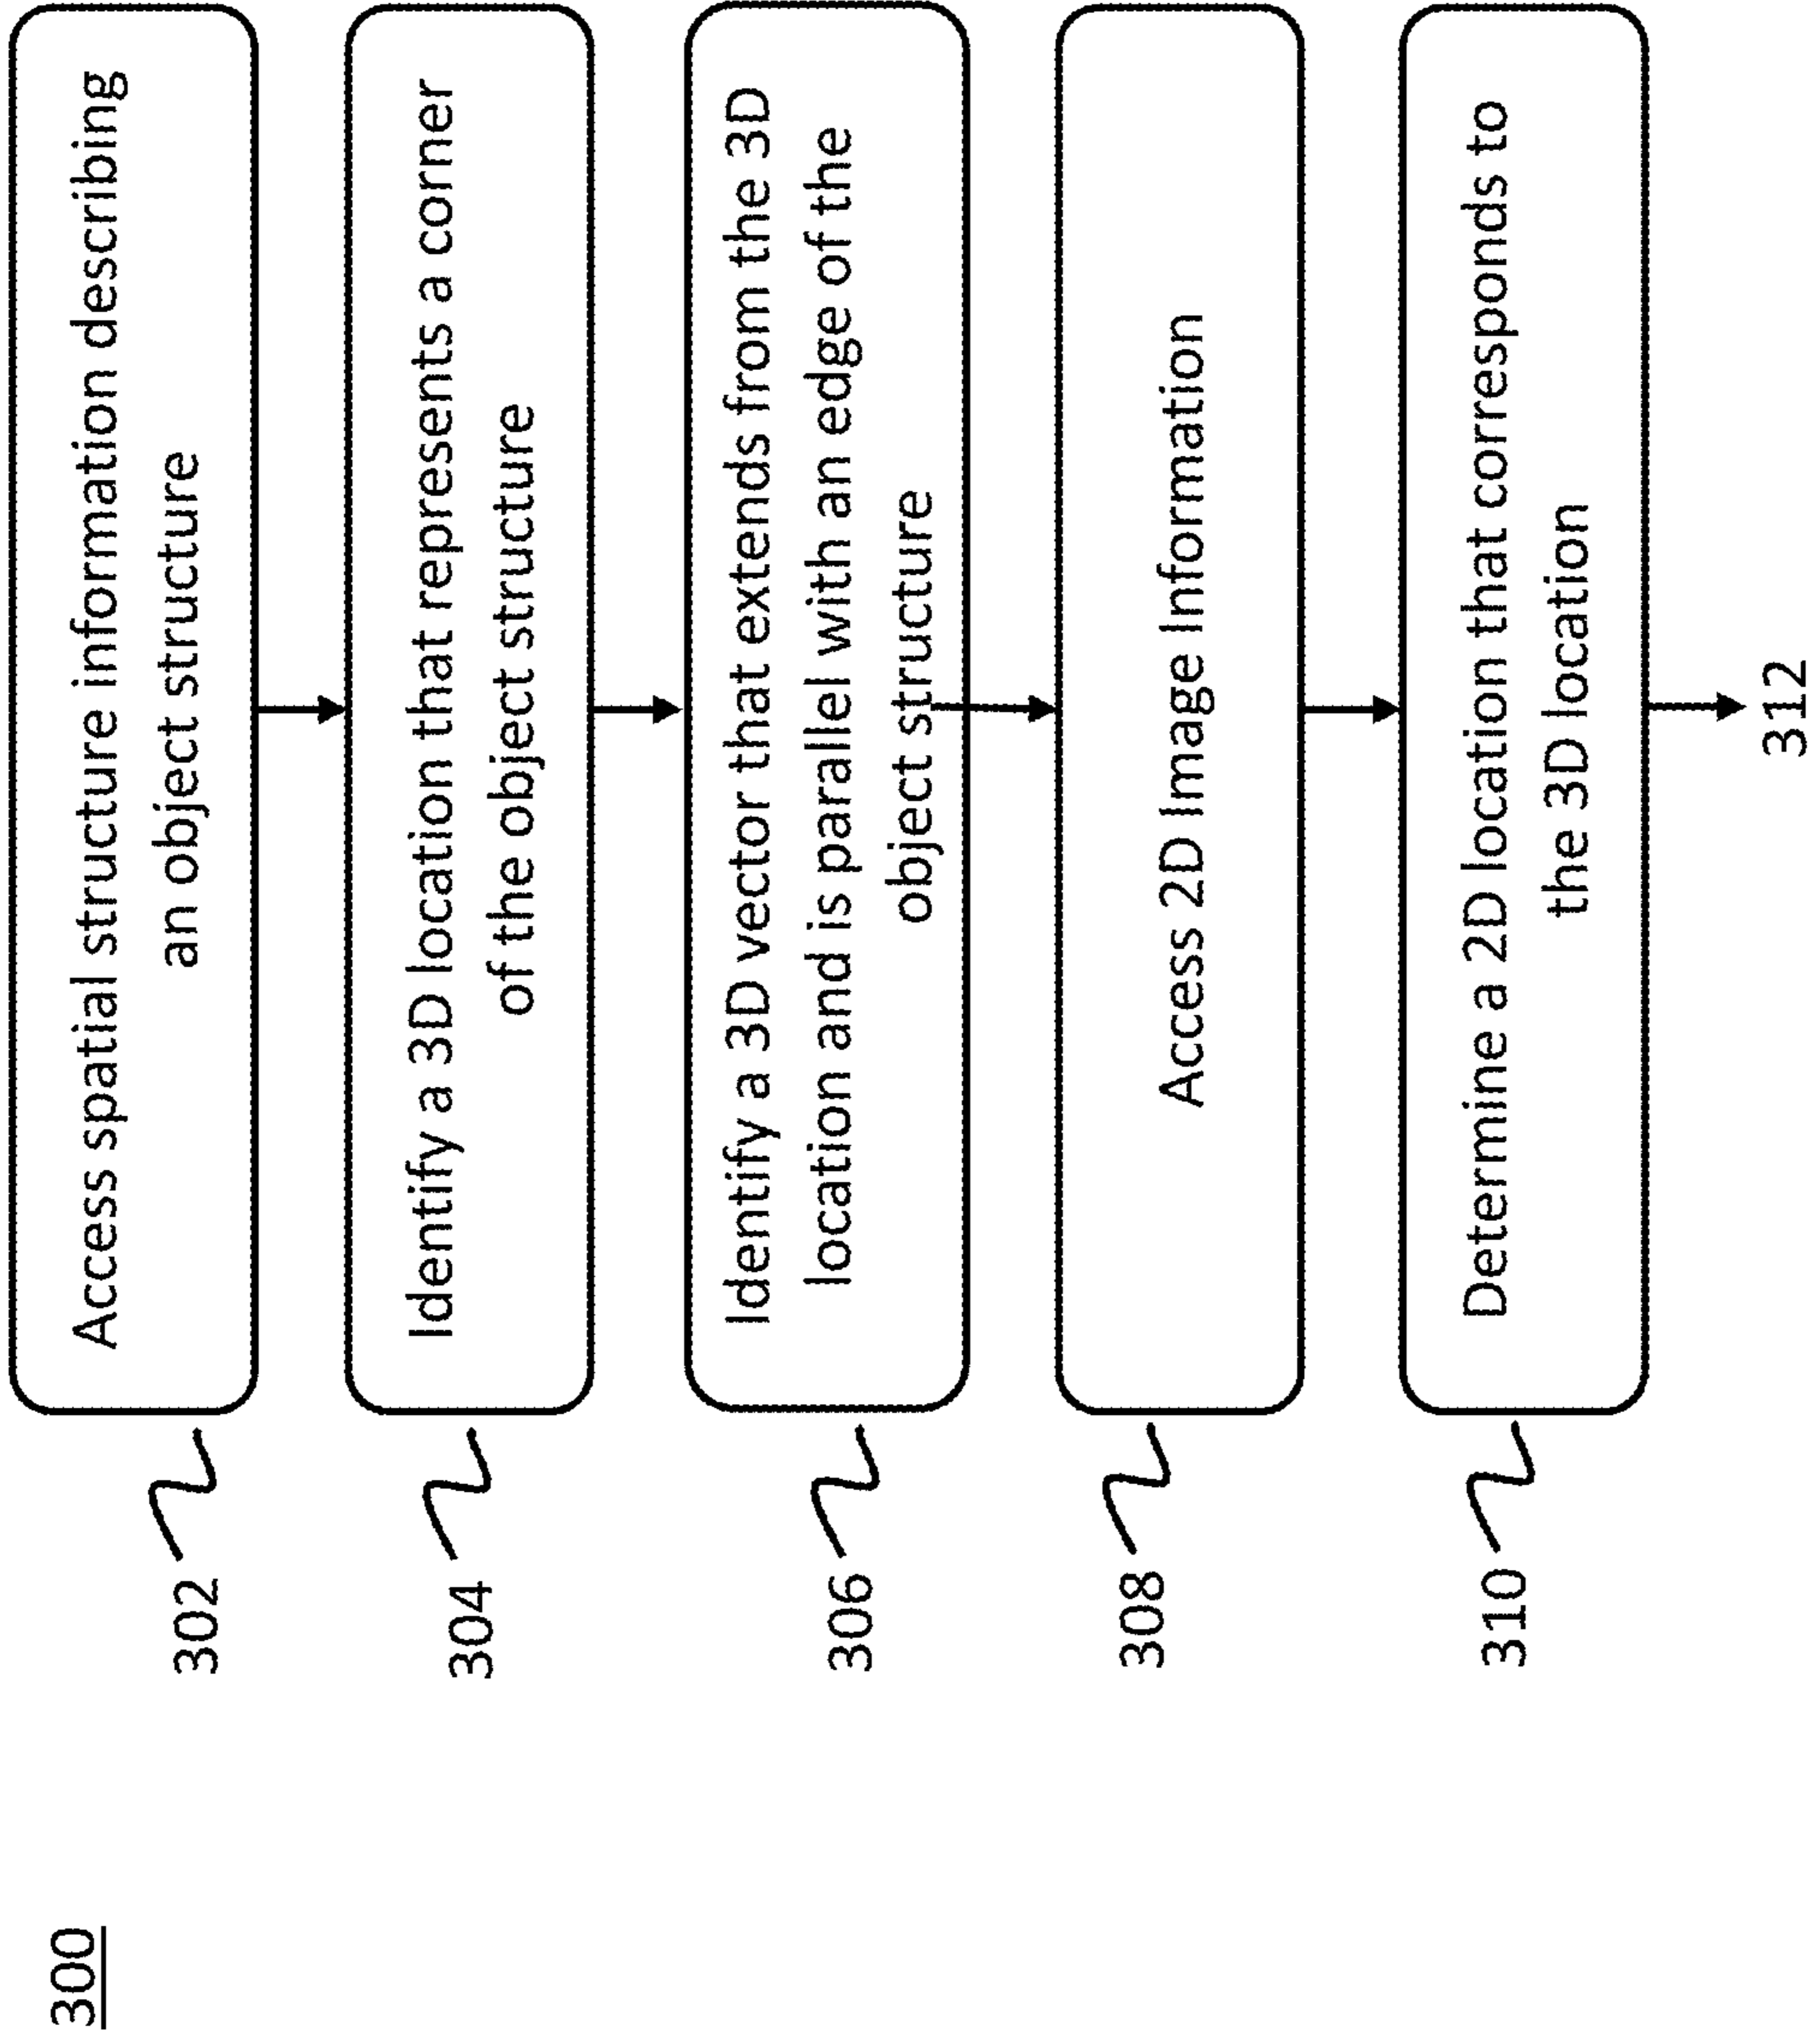 300
302
Access spatial structure information describing
an object structure
304
Identify a 3D location that represents a corner
of the object structure
306
Identify a 3D vector that extends from the 3D
location and is parallel with an edge of the
object structure
308
Access 2D Image Information
310
Determine a 2D location that corresponds to
the 3D location
312